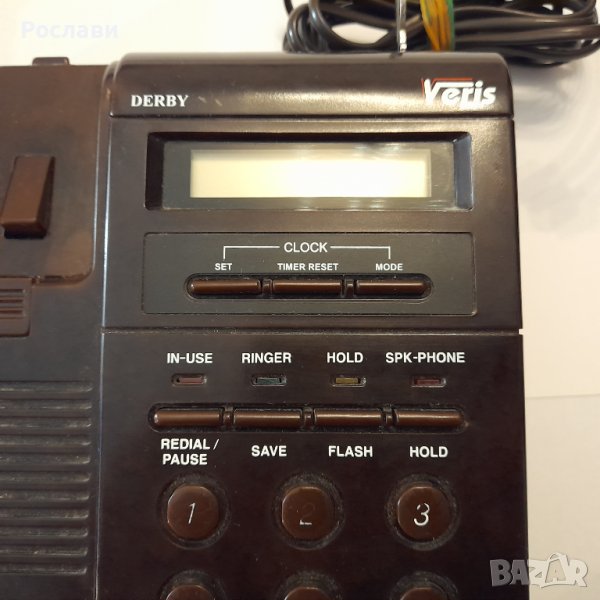 Рослави
DERBY Veris
CLOCK
SET TIMER RESET MODE
IN-USE RINGER HOLD SPK-PHONE
REDIAL / PAUSE SAVE FLASH HOLD
1 2 3
BAZAR